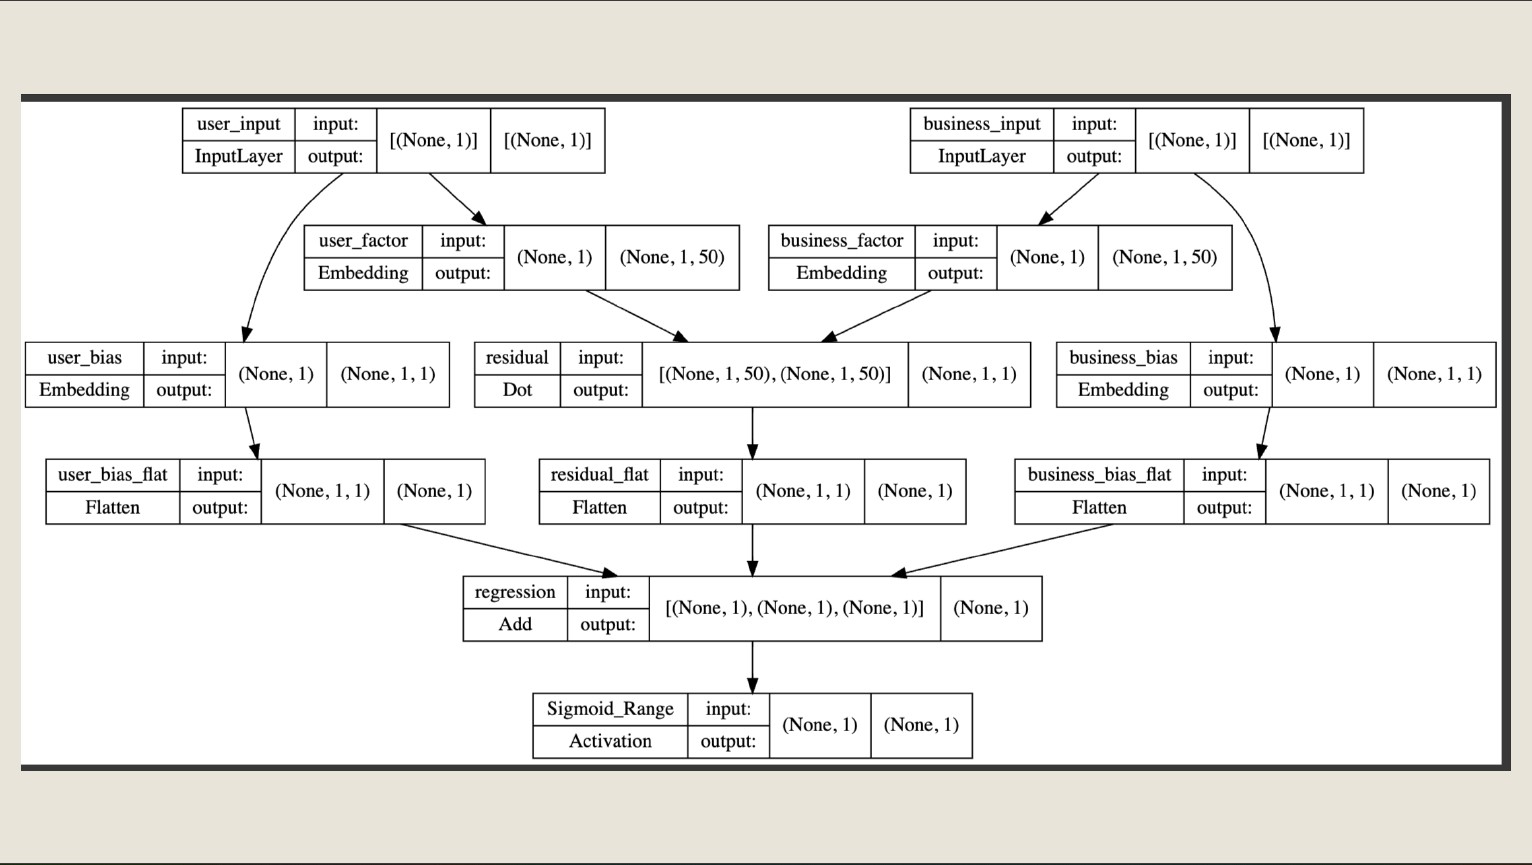 user_input input: [(None, 1)] [(None, 1)]
InputLayer output:
business_input input: [(None, 1)] [(None, 1)]
InputLayer output:
user_factor input: (None, 1) (None, 1, 50)
Embedding output:
business_factor input: (None, 1) (None, 1, 50)
Embedding output:
user_bias input: (None, 1) (None, 1, 1)
Embedding output:
residual input: [(None, 1, 50), (None, 1, 50)] (None, 1, 1)
Dot output:
business_bias input: (None, 1) (None, 1, 1)
Embedding output:
user_bias_flat input: (None, 1, 1) (None, 1)
Flatten output:
residual_flat input: (None, 1, 1) (None, 1)
Flatten output:
business_bias_flat input: (None, 1, 1) (None, 1)
Flatten output:
regression input: [(None, 1), (None, 1), (None, 1)] (None, 1)
Add output:
Sigmoid_Range input: (None, 1) (None, 1)
Activation output: